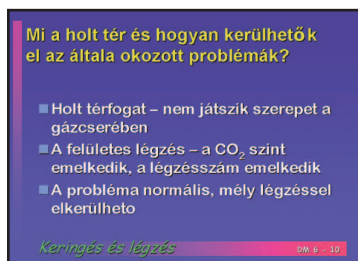 Mi a holt tér és hogyan kerülhetők
el az általa okozott problémák?
Holt térfogat – nem játszik szerepet a
gázcserében
A felületes légzés – a CO₂ szint
emelkedik, a légzésszám emelkedik
A probléma normális, mély légzéssel
elkerülheto
Keringés és légzés
DM 6 - 10